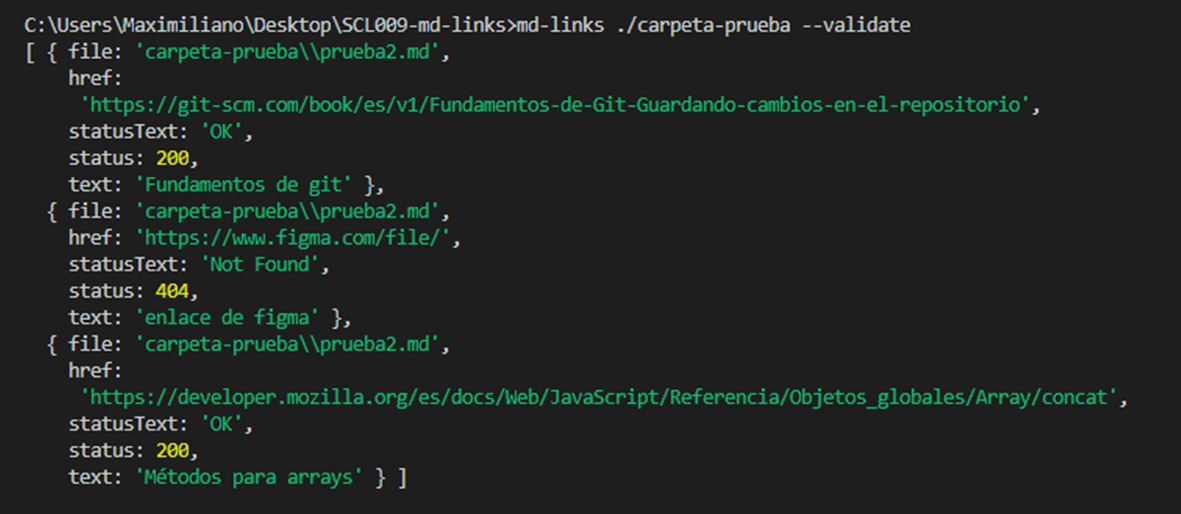 C:\Users\Maximiliano\Desktop\SCL009-md-links>md-links ./carpeta-prueba --validate
[ { file: 'carpeta-prueba\\prueba2.md',
href:
'https://git-scm.com/book/es/v1/Fundamentos-de-Git-Guardando-cambios-en-el-repositorio',
statusText: 'OK',
status: 200,
text: 'Fundamentos de git' },
{ file: 'carpeta-prueba\\prueba2.md',
href: 'https://www.figma.com/file/',
statusText: 'Not Found',
status: 404,
text: 'enlace de figma' },
{ file: 'carpeta-prueba\\prueba2.md',
href:
'https://developer.mozilla.org/es/docs/Web/JavaScript/Referencia/Objetos_globales/Array/concat',
statusText: 'OK',
status: 200,
text: 'Métodos para arrays' } ]